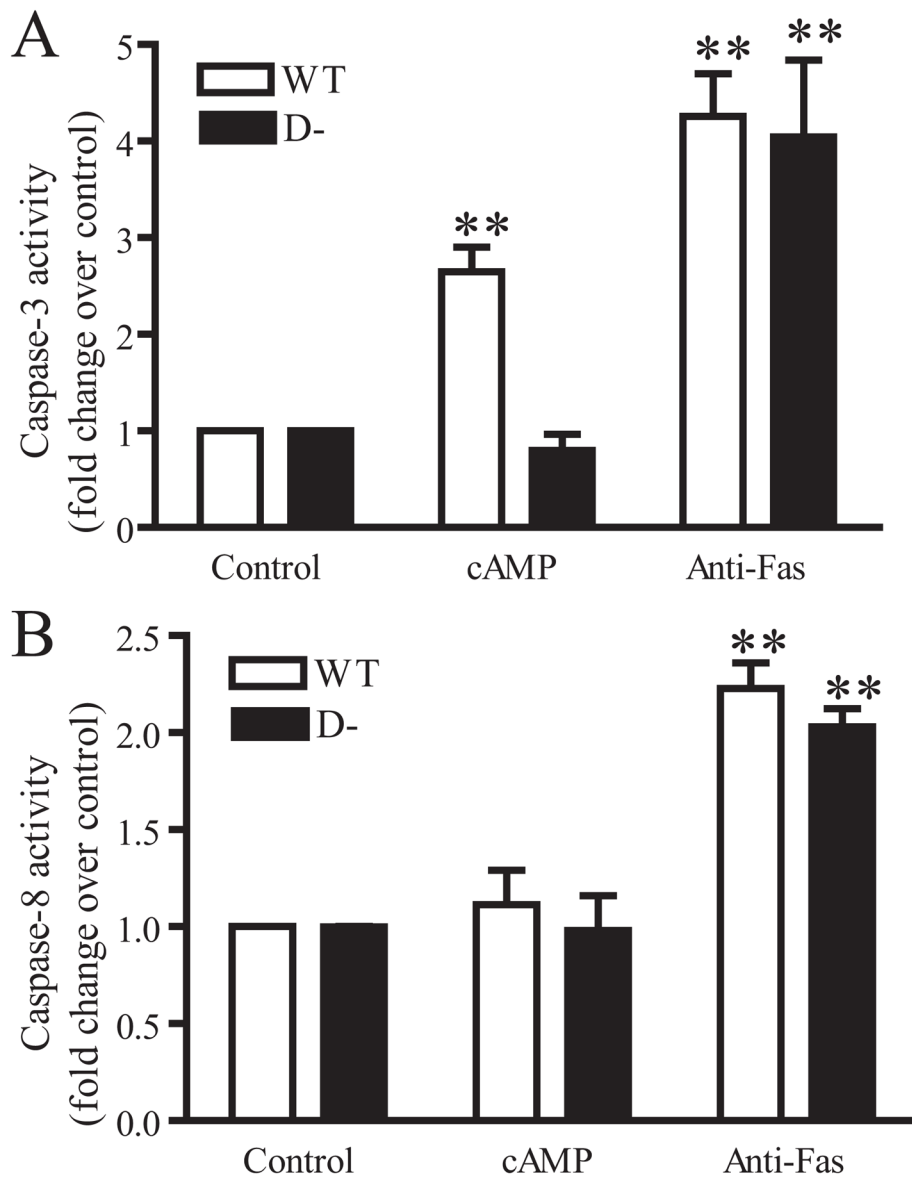 A
5
4
3
2
1
0
Caspase-3 activity
(fold change over control)
WT
D-
**
**
**
Control cAMP Anti-Fas
B
2.5
2.0
1.5
1.0
0.5
0.0
Caspase-8 activity
(fold change over control)
WT
D-
**
**
Control cAMP Anti-Fas